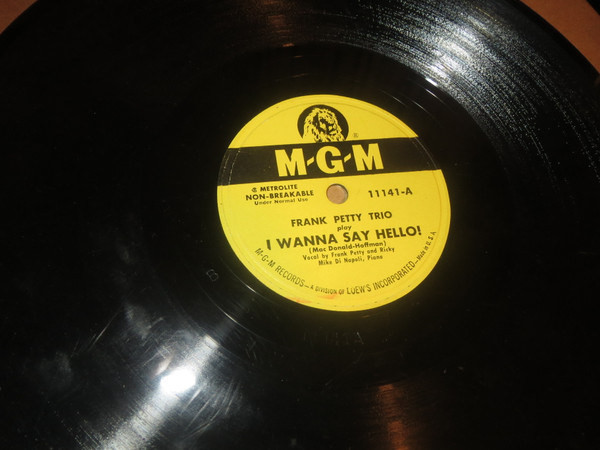 ®
M-G-M
® METROLITE
NON-BREAKABLE
Under Normal Use
11141-A
FRANK PETTY TRIO
play
I WANNA SAY HELLO!
(Mac Donald-Hoffman)
Vocal by Frank Petty and Ricky
Mike Di Napoli, Piano
M-G-M RECORDS—A DIVISION OF LOEW'S INCORPORATED—Made in U. S. A.